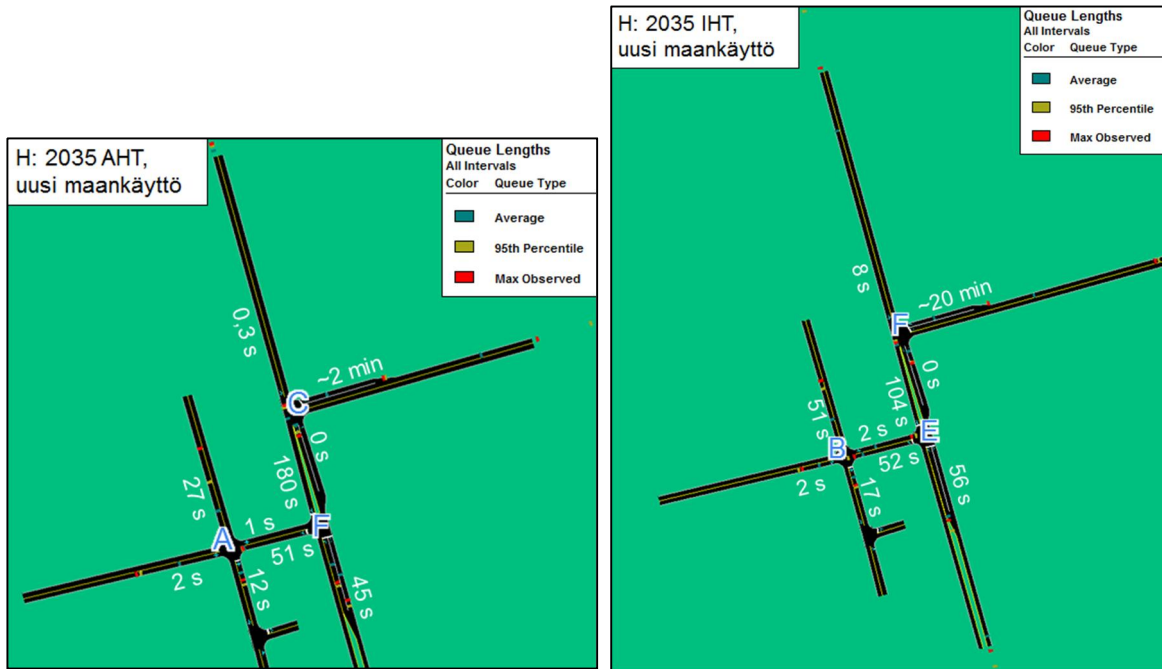 H: 2035 AHT,
uusi maankäyttö
Queue Lengths
All Intervals
Color Queue Type
Average
95th Percentile
Max Observed
0,3 s
~2 min
C
0 s
180 s
27 s
A
1 s
F
51 s
2 s
12 s
45 s
H: 2035 IHT,
uusi maankäyttö
Queue Lengths
All Intervals
Color Queue Type
Average
95th Percentile
Max Observed
8 s
~20 min
F
0 s
104 s
51 s
2 s
E
B
52 s
2 s
17 s
56 s